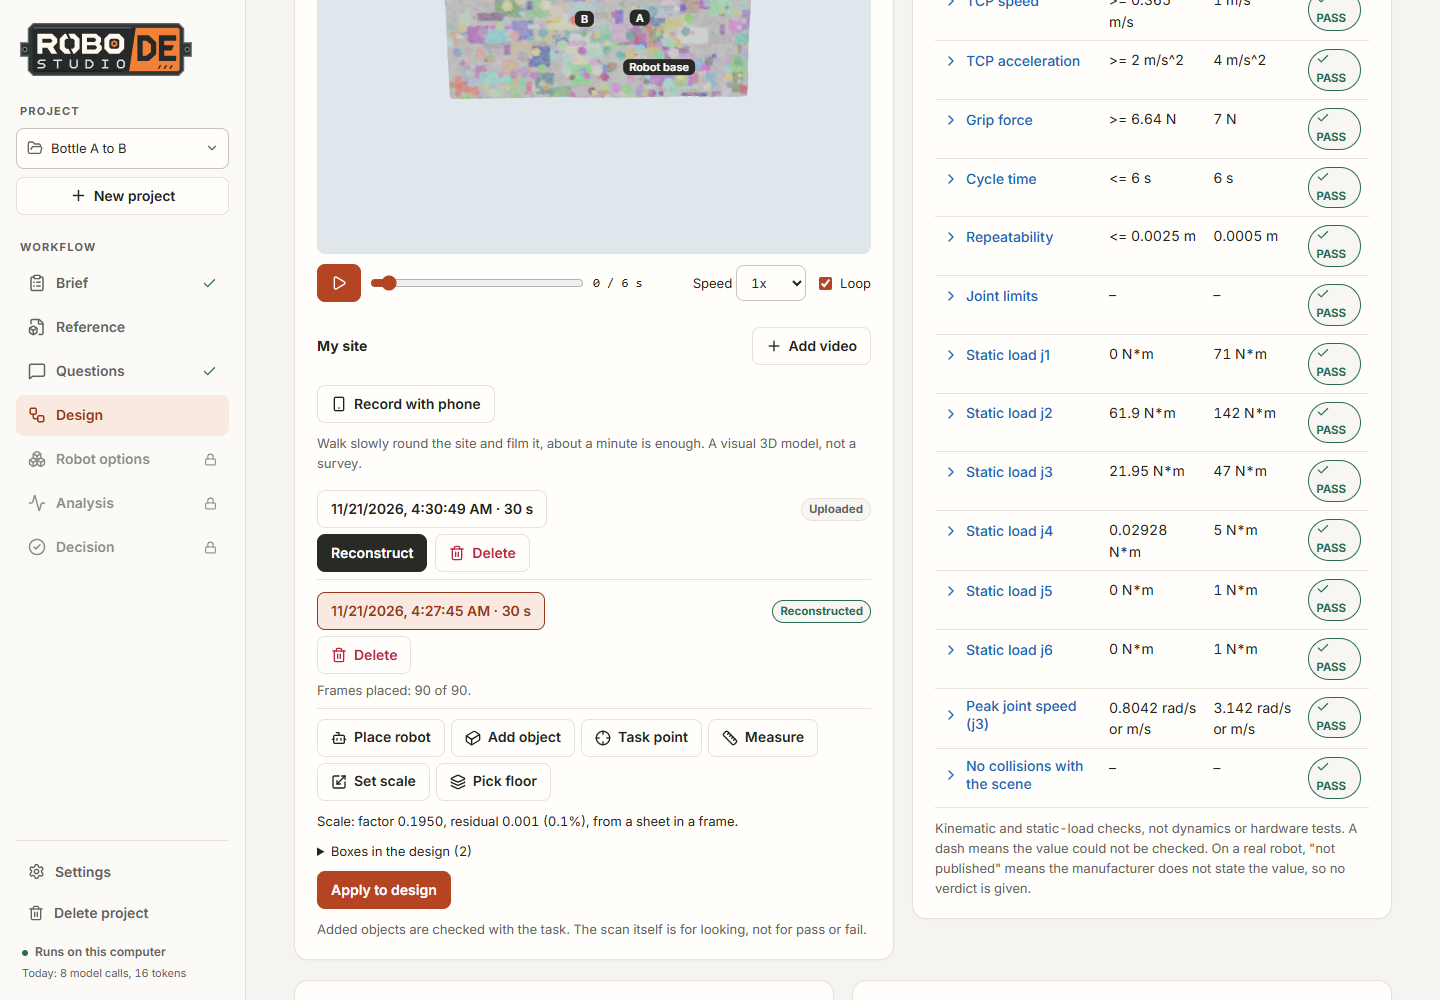 ROBO DE
STUDIO
PROJECT
Bottle A to B
New project
WORKFLOW
Brief
Reference
Questions
Design
Robot options
Analysis
Decision
Settings
Delete project
Runs on this computer
Today: 8 model calls, 16 tokens
B
A
Robot base
0 / 6 s
Speed
1x
Loop
My site
Add video
Record with phone
Walk slowly round the site and film it, about a minute is enough. A visual 3D model, not a
survey.
11/21/2026, 4:30:49 AM · 30 s
Uploaded
Reconstruct
Delete
11/21/2026, 4:27:45 AM · 30 s
Reconstructed
Delete
Frames placed: 90 of 90.
Place robot
Add object
Task point
Measure
Set scale
Pick floor
Scale: factor 0.1950, residual 0.001 (0.1%), from a sheet in a frame.
Boxes in the design (2)
Apply to design
Added objects are checked with the task. The scan itself is for looking, not for pass or fail.
TCP speed >= 0.365 1 m/s
m/s PASS
TCP acceleration >= 2 m/s^2 4 m/s^2
PASS
Grip force >= 6.64 N 7 N
PASS
Cycle time <= 6 s 6 s
PASS
Repeatability <= 0.0025 m 0.0005 m
PASS
Joint limits – –
PASS
Static load j1 0 N*m 71 N*m
PASS
Static load j2 61.9 N*m 142 N*m
PASS
Static load j3 21.95 N*m 47 N*m
PASS
Static load j4 0.02928 5 N*m
N*m PASS
Static load j5 0 N*m 1 N*m
PASS
Static load j6 0 N*m 1 N*m
PASS
Peak joint speed 0.8042 rad/s 3.142 rad/s
(j3) or m/s or m/s PASS
No collisions with – –
the scene PASS
Kinematic and static-load checks, not dynamics or hardware tests. A
dash means the value could not be checked. On a real robot, "not
published" means the manufacturer does not state the value, so no
verdict is given.